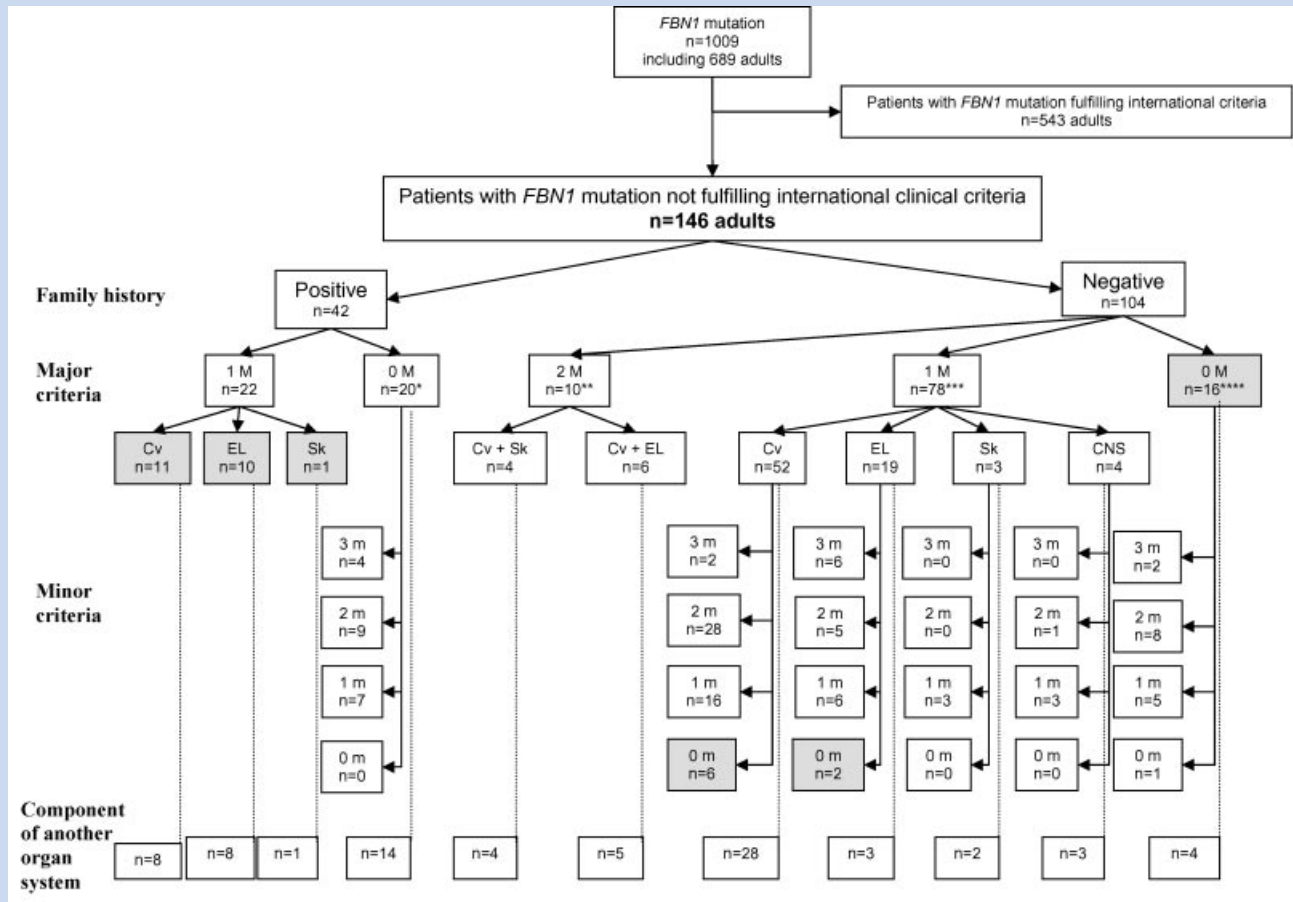 FBN1 mutation
n=1009
including 689 adults
Patients with FBN1 mutation fulfilling international criteria
n=543 adults
Patients with FBN1 mutation not fulfilling international clinical criteria
n=146 adults
Family history
Positive
n=42
Negative
n=104
Major
criteria
1 M
n=22
0 M
n=20*
2 M
n=10**
1 M
n=78***
0 M
n=16****
Cv
n=11
EL
n=10
Sk
n=1
Cv + Sk
n=4
Cv + EL
n=6
Cv
n=52
EL
n=19
Sk
n=3
CNS
n=4
Minor
criteria
3 m
n=4
2 m
n=9
1 m
n=7
0 m
n=0
3 m
n=2
2 m
n=28
1 m
n=16
0 m
n=6
3 m
n=6
2 m
n=5
1 m
n=6
0 m
n=2
3 m
n=0
2 m
n=0
1 m
n=3
0 m
n=0
3 m
n=0
2 m
n=1
1 m
n=3
0 m
n=0
3 m
n=2
2 m
n=8
1 m
n=5
0 m
n=1
Component
of another
organ
system
n=8
n=8
n=1
n=14
n=4
n=5
n=28
n=3
n=2
n=3
n=4